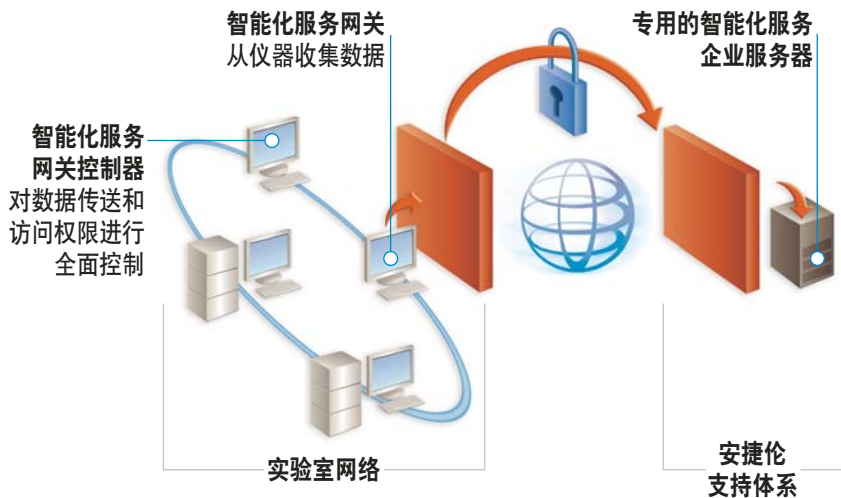 智能化服务网关
从仪器收集数据
专用的智能化服务
企业服务器
智能化服务
网关控制器
对数据传送和
访问权限进行
全面控制
实验室网络
安捷伦
支持体系